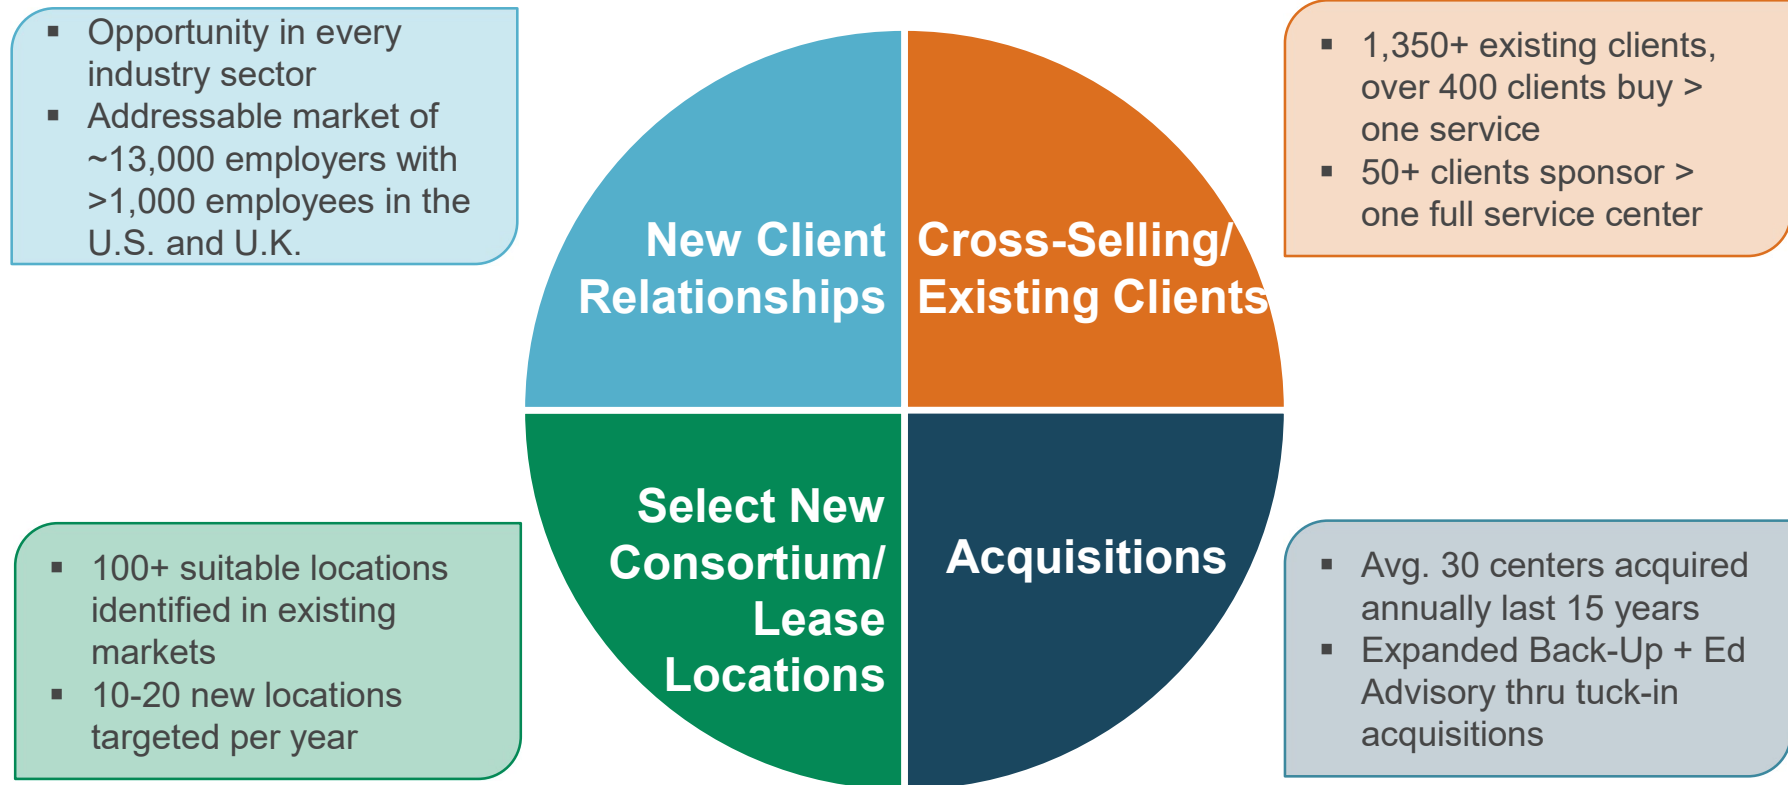 ▪ Opportunity in every
industry sector
▪ Addressable market of
~13,000 employers with
>1,000 employees in the
U.S. and U.K.
New Client
Relationships
Cross-Selling/
Existing Clients
▪ 1,350+ existing clients,
over 400 clients buy >
one service
▪ 50+ clients sponsor >
one full service center
▪ 100+ suitable locations
identified in existing
markets
▪ 10-20 new locations
targeted per year
Select New
Consortium/
Lease
Locations
Acquisitions
▪ Avg. 30 centers acquired
annually last 15 years
▪ Expanded Back-Up + Ed
Advisory thru tuck-in
acquisitions